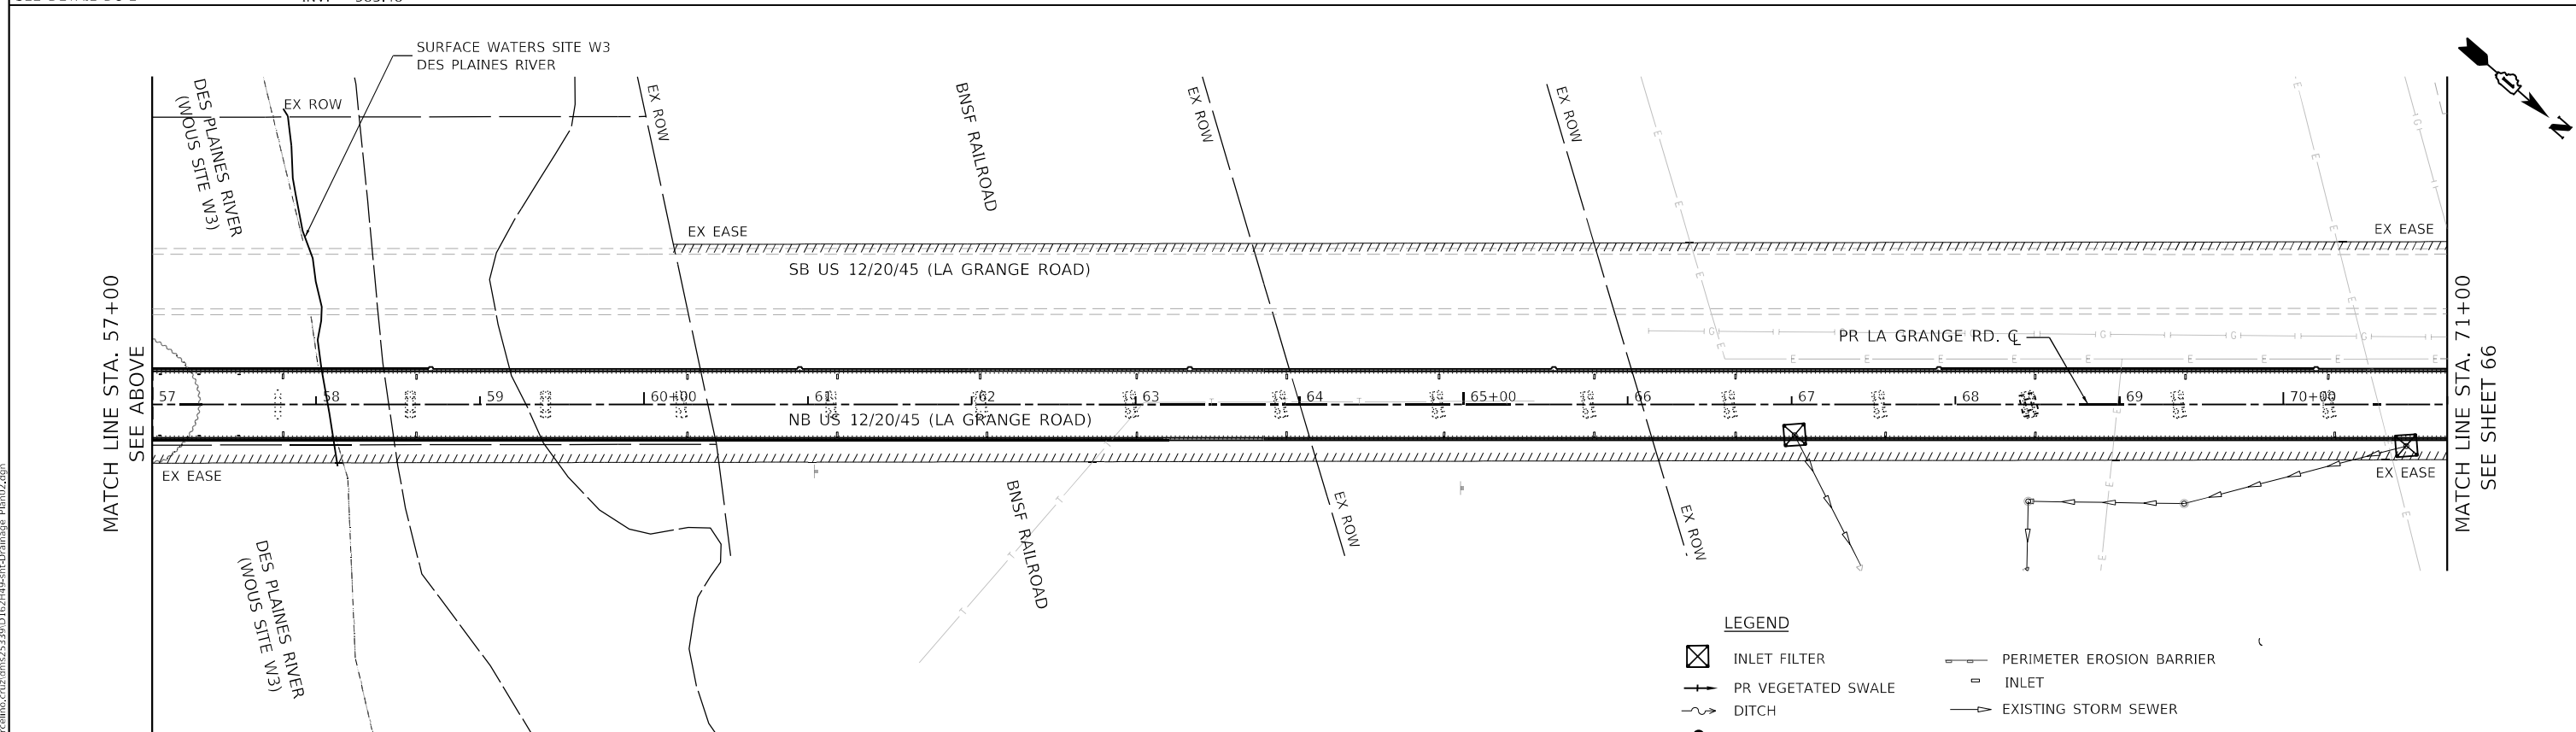 SURFACE WATERS SITE W3
DES PLAINES RIVER
N
DES PLAINES RIVER
(WOUS SITE W3)
EX ROW
EX ROW
BNSF RAILROAD
EX ROW
EX ROW
E
E
G
EX EASE
EX EASE
SB US 12/20/45 (LA GRANGE ROAD)
MATCH LINE STA. 57+00
SEE ABOVE
PR LA GRANGE RD. ℄
G
G
G
G
E
E
E
E
E
E
E
E
E
57
58
59
60+00
61
62
63
64
65+00
66
67
68
69
70+00
NB US 12/20/45 (LA GRANGE ROAD)
MATCH LINE STA. 71+00
SEE SHEET 66
EX EASE
EX EASE
BNSF RAILROAD
EX ROW
EX ROW
T
T
T
DES PLAINES RIVER
(WOUS SITE W3)
LEGEND
INLET FILTER
PERIMETER EROSION BARRIER
PR VEGETATED SWALE
INLET
DITCH
EXISTING STORM SEWER